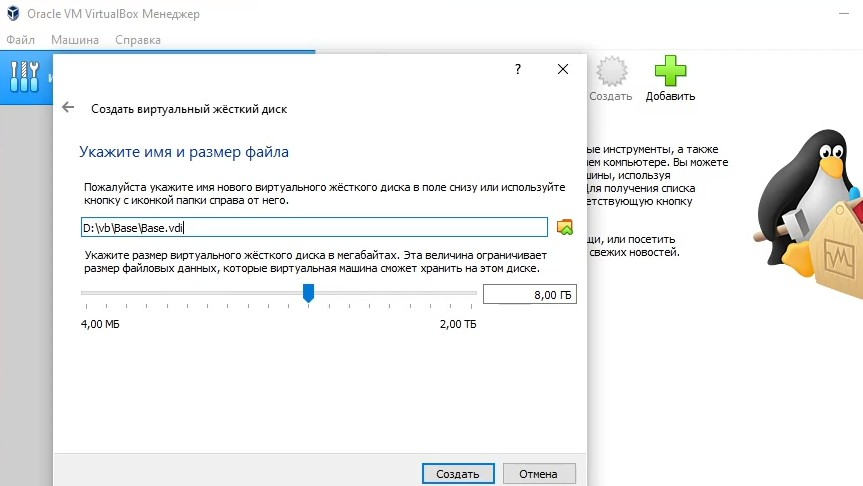 Oracle VM VirtualBox Менеджер
Файл Машина Справка
?
Создать Добавить
Создать виртуальный жёсткий диск
Укажите имя и размер файла
ые инструменты, а также
ем компьютере. Вы можете
шины, используя
Для получения списка
етствующую кнопку
Пожалуйста укажите имя нового виртуального жёсткого диска в поле снизу или используйте
кнопку с иконкой папки справа от него.
D:\vb\Base\Base.vdi
щи, или посетить
свежих новостей.
Укажите размер виртуального жёсткого диска в мегабайтах. Эта величина ограничивает
размер файловых данных, которые виртуальная машина сможет хранить на этом диске.
8,00 ГБ
4,00 МБ 2,00 ТБ
Создать Отмена